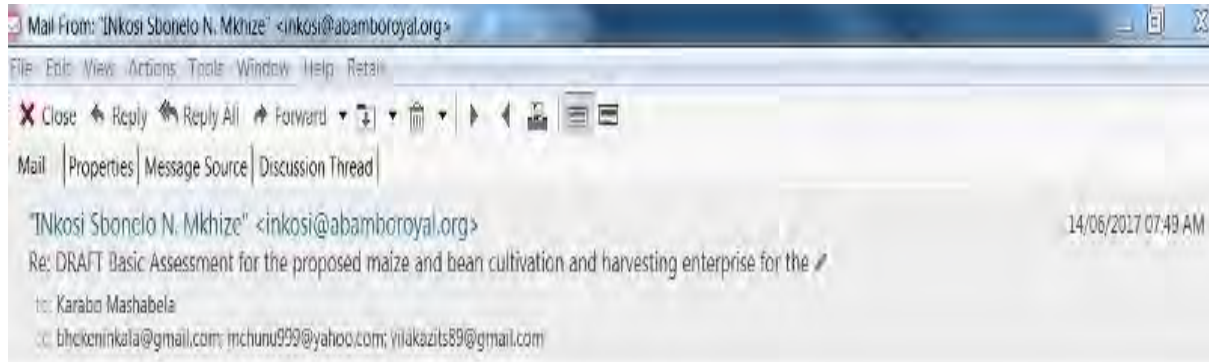 Mail From: "INkosi Sbonelo N. Mkhize" <inkosi@abamboroyal.org>
File Edit View Actions Tools Window Help Retain
Close Reply Reply All Forward
Mail Properties Message Source Discussion Thread
"INkosi Sbonelo N. Mkhize" <inkosi@abamboroyal.org> 14/06/2017 07:49 AM
Re: DRAFT Basic Assessment for the proposed maize and bean cultivation and harvesting enterprise for the
to: Karabo Mashabela
cc: bhekeninkala@gmail.com; mchunu999@yahoo.com; vilakazits89@gmail.com